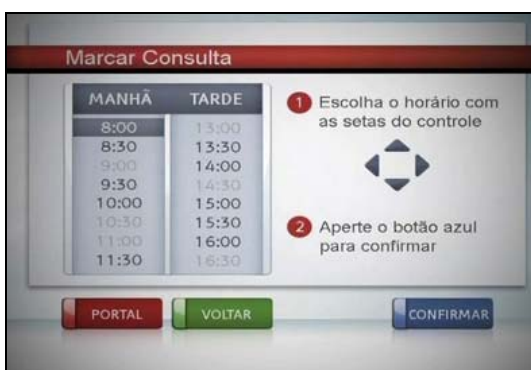 Marcar Consulta
MANHÃ TARDE
8:00 13:00
8:30 13:30
9:00 14:00
9:30 14:30
10:00 15:00
10:30 15:30
11:00 16:00
11:30 16:30
1 Escolha o horário com
as setas do controle
2 Aperte o botão azul
para confirmar
PORTAL VOLTAR CONFIRMAR